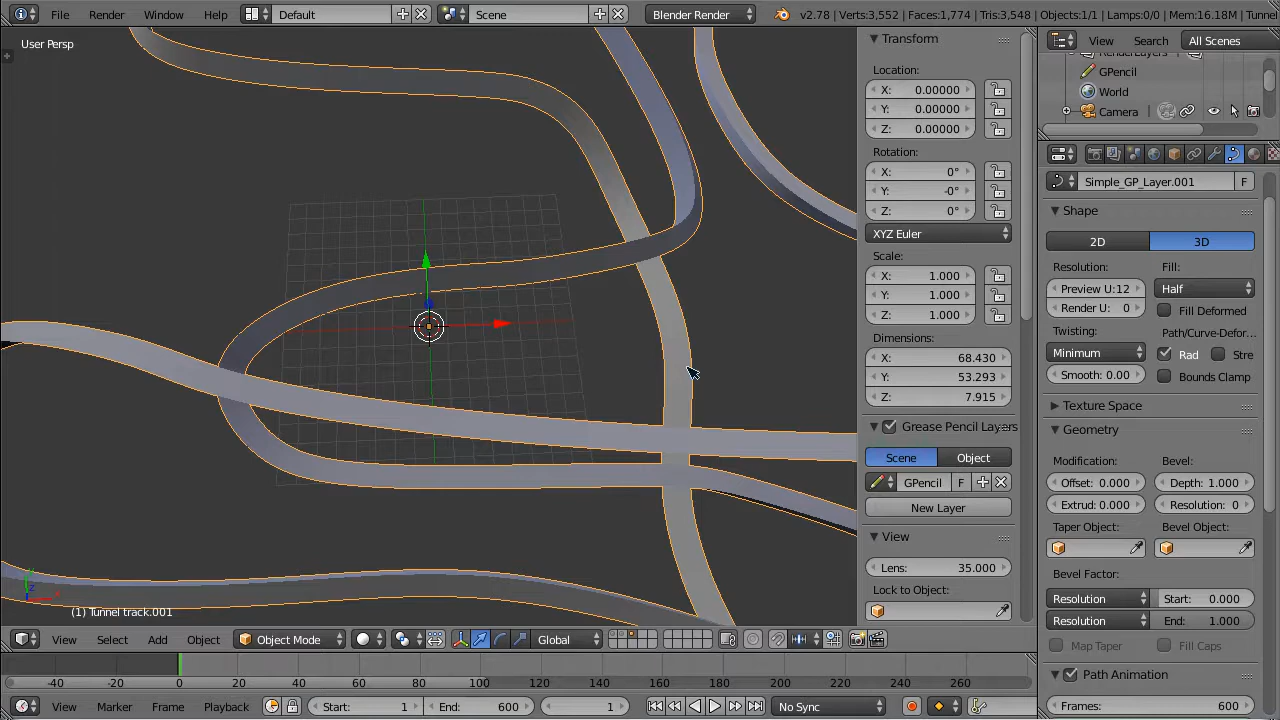 File Render Window Help Default Scene Blender Render v2.78 | Verts:3,552 | Faces:1,774 | Tris:3,548 | Objects:1/1 | Lamps:0/0 | Mem:16.18M | Tunnel
User Persp
Transform
Location:
X: 0.00000
Y: 0.00000
Z: 0.00000
Rotation:
X: 0°
Y: -0°
Z: 0°
XYZ Euler
Scale:
X: 1.000
Y: 1.000
Z: 1.000
Dimensions:
X: 68.430
Y: 53.293
Z: 7.915
Grease Pencil Layers
Scene Object
GPencil F
New Layer
View
Lens: 35.000
Lock to Object:
View Search All Scenes
GPencil
World
Camera
Simple_GP_Layer.001 F
Shape
2D 3D
Resolution: Fill:
Preview U:12 Half
Render U: 0 Fill Deformed
Twisting: Path/Curve-Defor..
Minimum Rad Stre
Smooth: 0.00 Bounds Clamp
Texture Space
Geometry
Modification: Bevel:
Offset: 0.000 Depth: 1.000
Extrud: 0.000 Resolution: 0
Taper Object: Bevel Object:
Bevel Factor:
Resolution Start: 0.000
Resolution End: 1.000
Map Taper Fill Caps
Path Animation
Frames: 600
(1) Tunnel track.001
View Select Add Object Object Mode Global
-40 -20 0 20 40 60 80 100 120 140 160 180 200 220 240 260
View Marker Frame Playback Start: 1 End: 600 1 No Sync